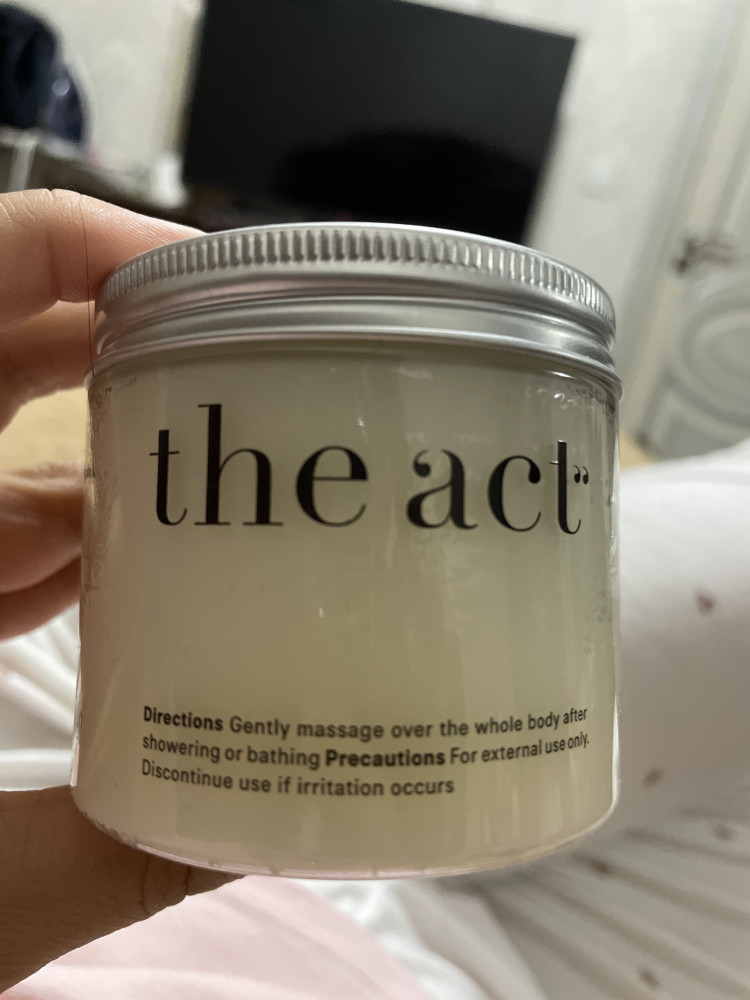 the act”
Directions Gently massage over the whole body after
showering or bathing Precautions For external use only.
Discontinue use if irritation occurs